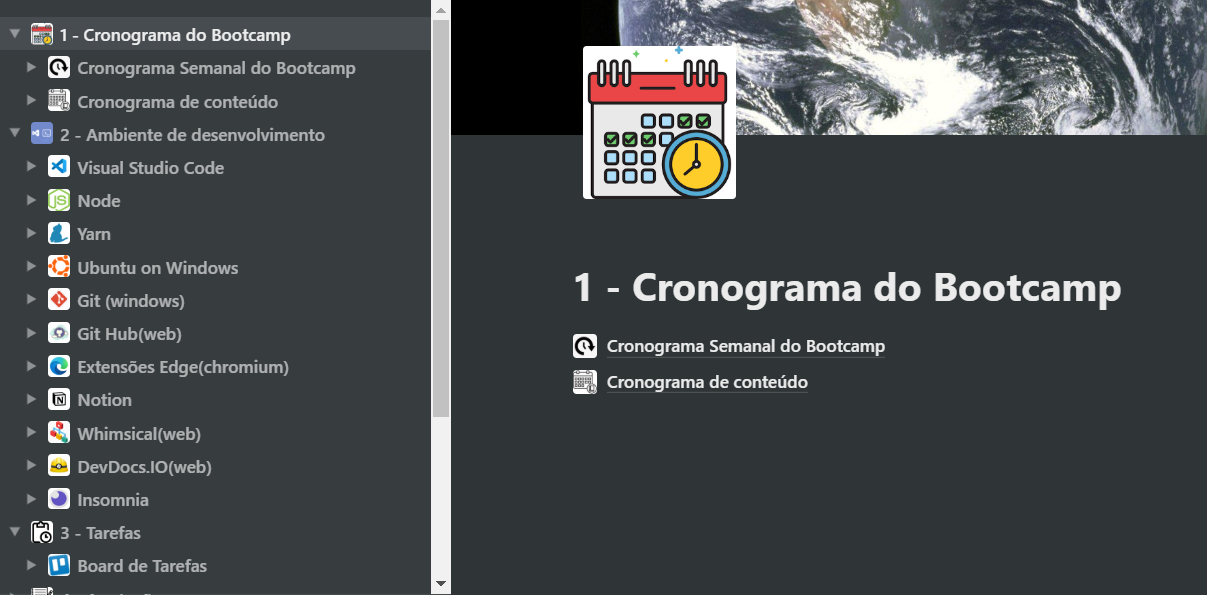 1 - Cronograma do Bootcamp
Cronograma Semanal do Bootcamp
Cronograma de conteúdo
2 - Ambiente de desenvolvimento
Visual Studio Code
Node
Yarn
Ubuntu on Windows
Git (windows)
Git Hub(web)
Extensões Edge(chromium)
Notion
Whimsical(web)
DevDocs.IO(web)
Insomnia
3 - Tarefas
Board de Tarefas
1 - Cronograma do Bootcamp
Cronograma Semanal do Bootcamp
Cronograma de conteúdo